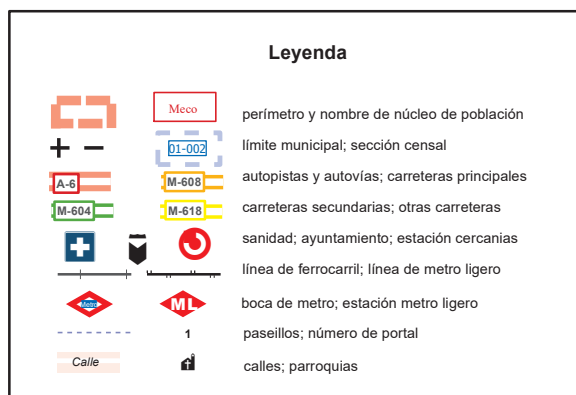 Leyenda
Meco perímetro y nombre de núcleo de población
01-002 límite municipal; sección censal
A-6 M-608 autopistas y autovías; carreteras principales
M-604 M-618 carreteras secundarias; otras carreteras
sanidad; ayuntamiento; estación cercanias
línea de ferrocarril; línea de metro ligero
Metro ML boca de metro; estación metro ligero
1 paseillos; número de portal
Calle calles; parroquias